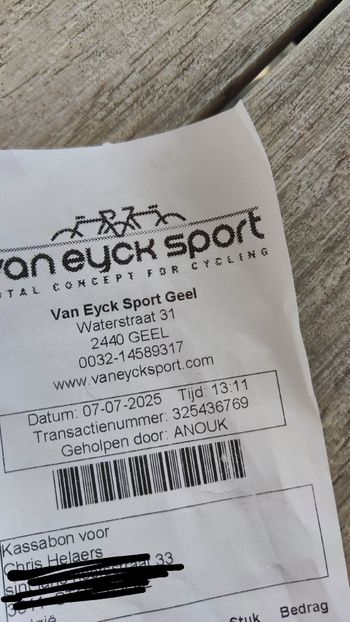 van eyck sport
TAL CONCEPT FOR CYCLING
Van Eyck Sport Geel
Waterstraat 31
2440 GEEL
0032-14589317
www.vaneycksport.com
Datum: 07-07-2025 Tijd: 13:11
Transactienummer: 325436769
Geholpen door: ANOUK
Kassabon voor
Chris Helaers
33
Stuk Bedrag